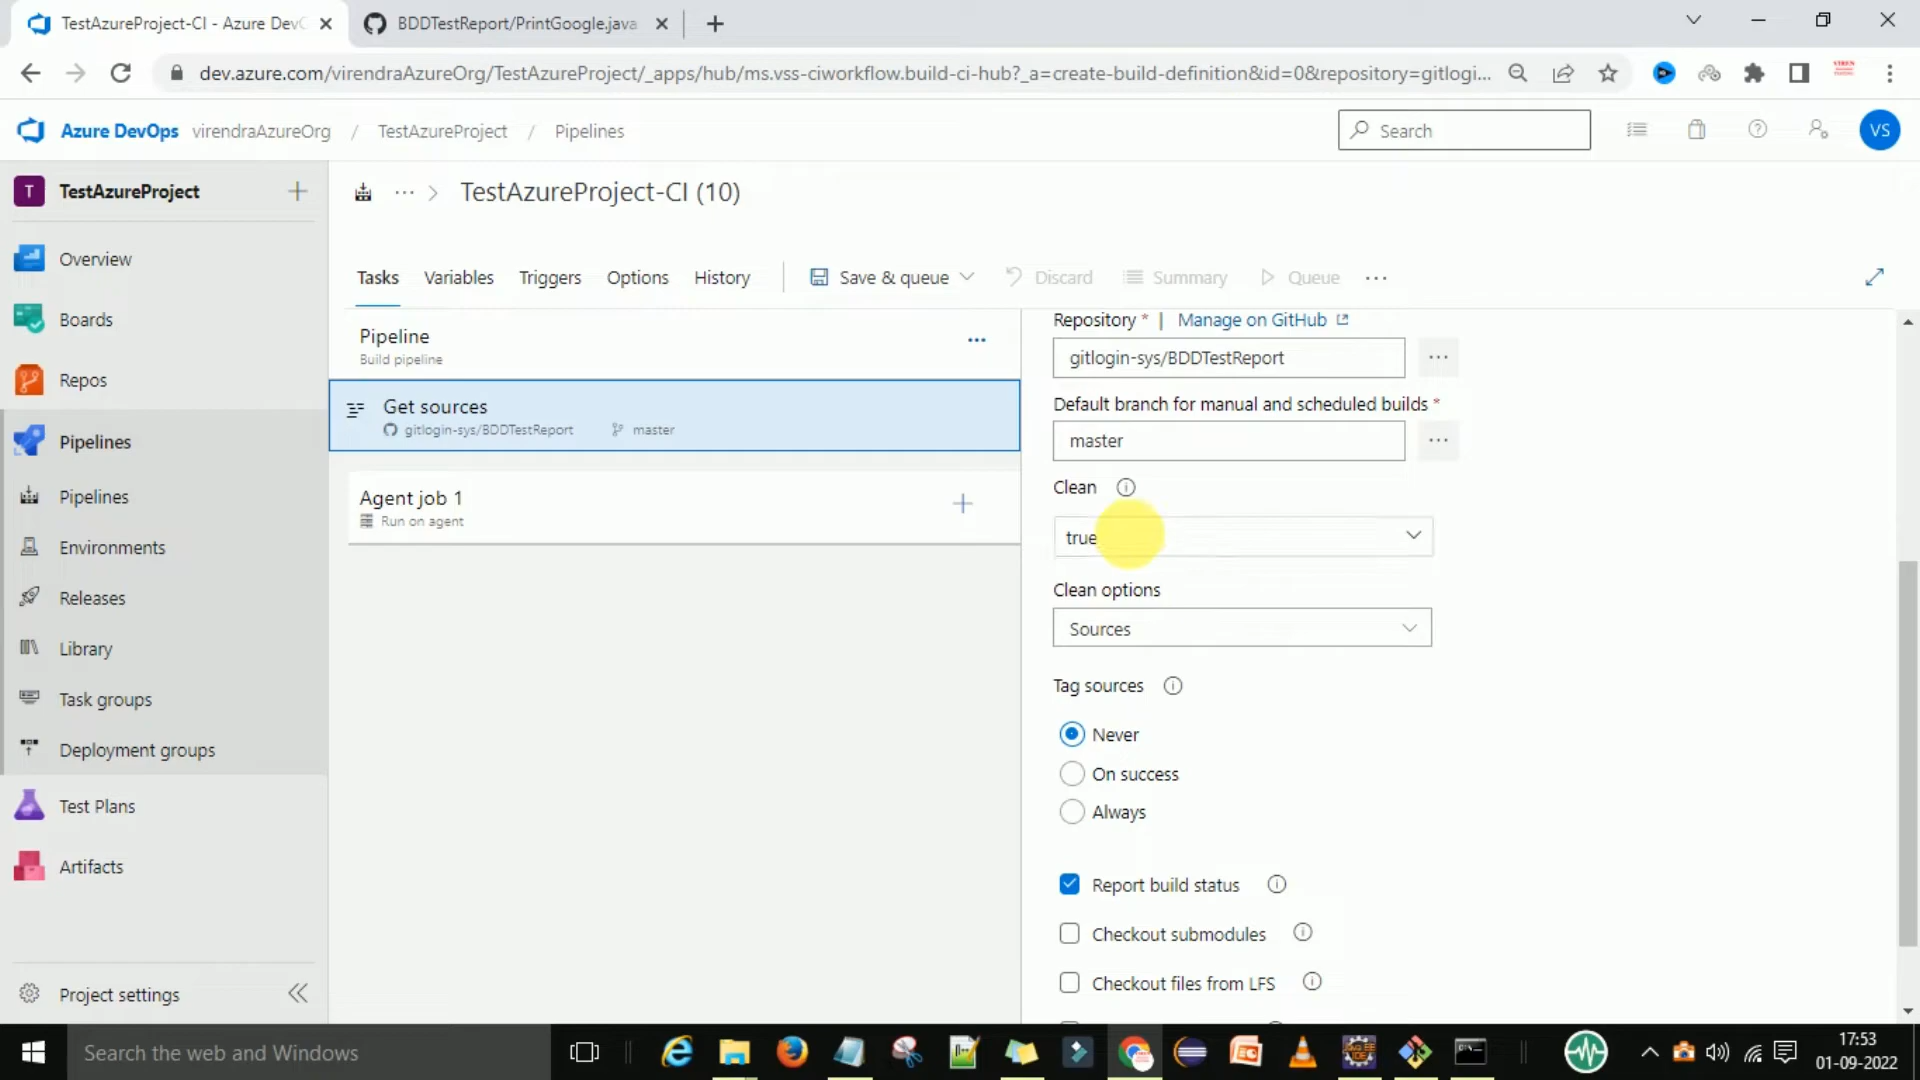 TestAzureProject-CI - Azure DevO
BDDTestReport/PrintGoogle.java
dev.azure.com/virendraAzureOrg/TestAzureProject/_apps/hub/ms.vss-ciworkflow.build-ci-hub?_a=create-build-definition&id=0&repository=gitlogi...
Azure DevOps virendraAzureOrg / TestAzureProject / Pipelines
Search
VS
T TestAzureProject
TestAzureProject-CI (10)
Overview
Boards
Repos
Pipelines
Pipelines
Environments
Releases
Library
Task groups
Deployment groups
Test Plans
Artifacts
Project settings
Tasks Variables Triggers Options History Save & queue Discard Summary Queue ...
Pipeline
Build pipeline
Get sources
gitlogin-sys/BDDTestReport master
Agent job 1
Run on agent
Repository * | Manage on GitHub
gitlogin-sys/BDDTestReport
Default branch for manual and scheduled builds *
master
Clean
true
Clean options
Sources
Tag sources
Never
On success
Always
Report build status
Checkout submodules
Checkout files from LFS
Search the web and Windows
17:53
01-09-2022